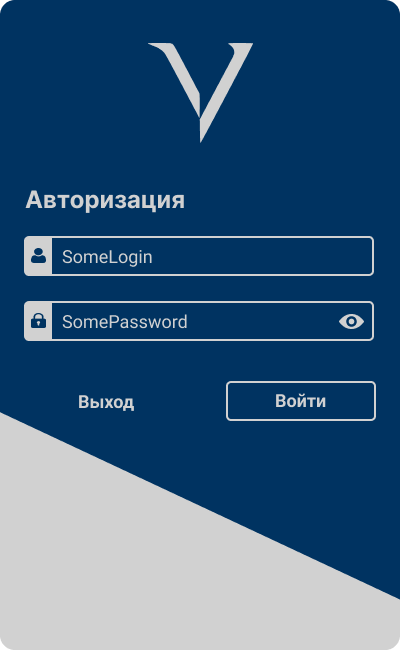 V
Авторизация
SomeLogin
SomePassword
Выход
Войти